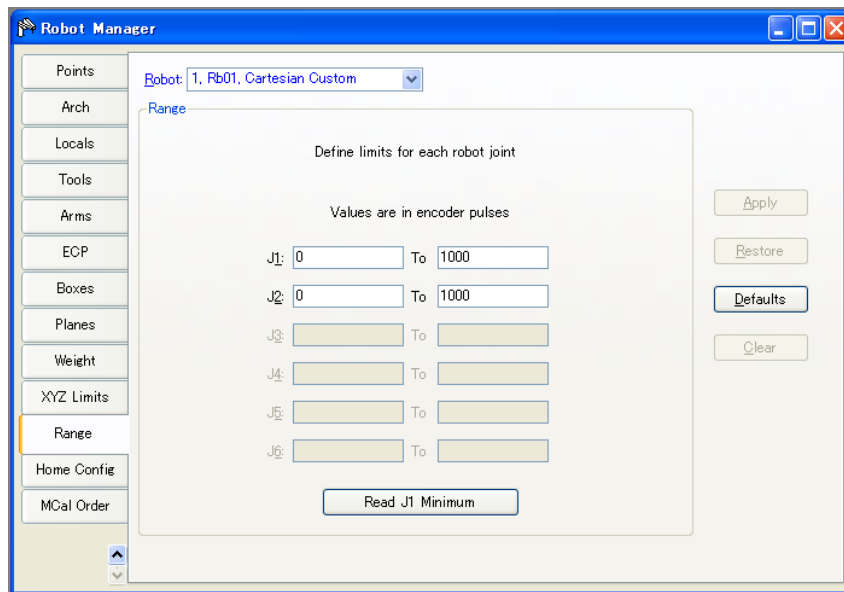 Robot Manager
Points
Arch
Locals
Tools
Arms
ECP
Boxes
Planes
Weight
XYZ Limits
Range
Home Config
MCal Order
Robot: 1, Rb01, Cartesian Custom
Range
Define limits for each robot joint
Values are in encoder pulses
J1: 0 To 1000
J2: 0 To 1000
J3: To
J4: To
J5: To
J6: To
Read J1 Minimum
Apply
Restore
Defaults
Clear